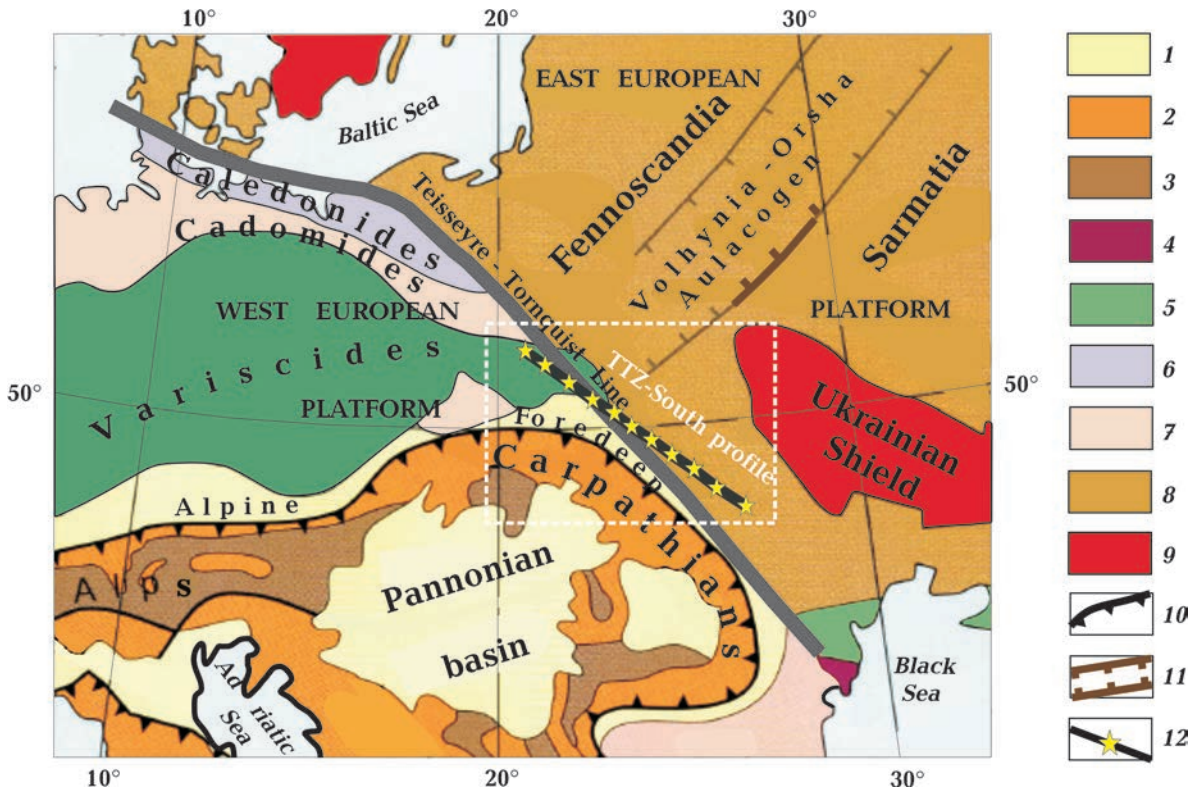 10° 20° 30°
EAST EUROPEAN
Baltic Sea
Fennoscandia
Volhynia - Orsha
Aulacogen
Sarmatia
Caledonides
Cadomides
Teisseyre - Tornquist Line
WEST EUROPEAN
PLATFORM
Variscides
PLATFORM
TTZ-South profile
50° 50°
Ukrainian
Shield
Foredeep
Carpathians
Alpine
Alps
Pannonian
basin
Adriatic
Sea
Black
Sea
10° 20° 30°
1
2
3
4
5
6
7
8
9
10
11
12